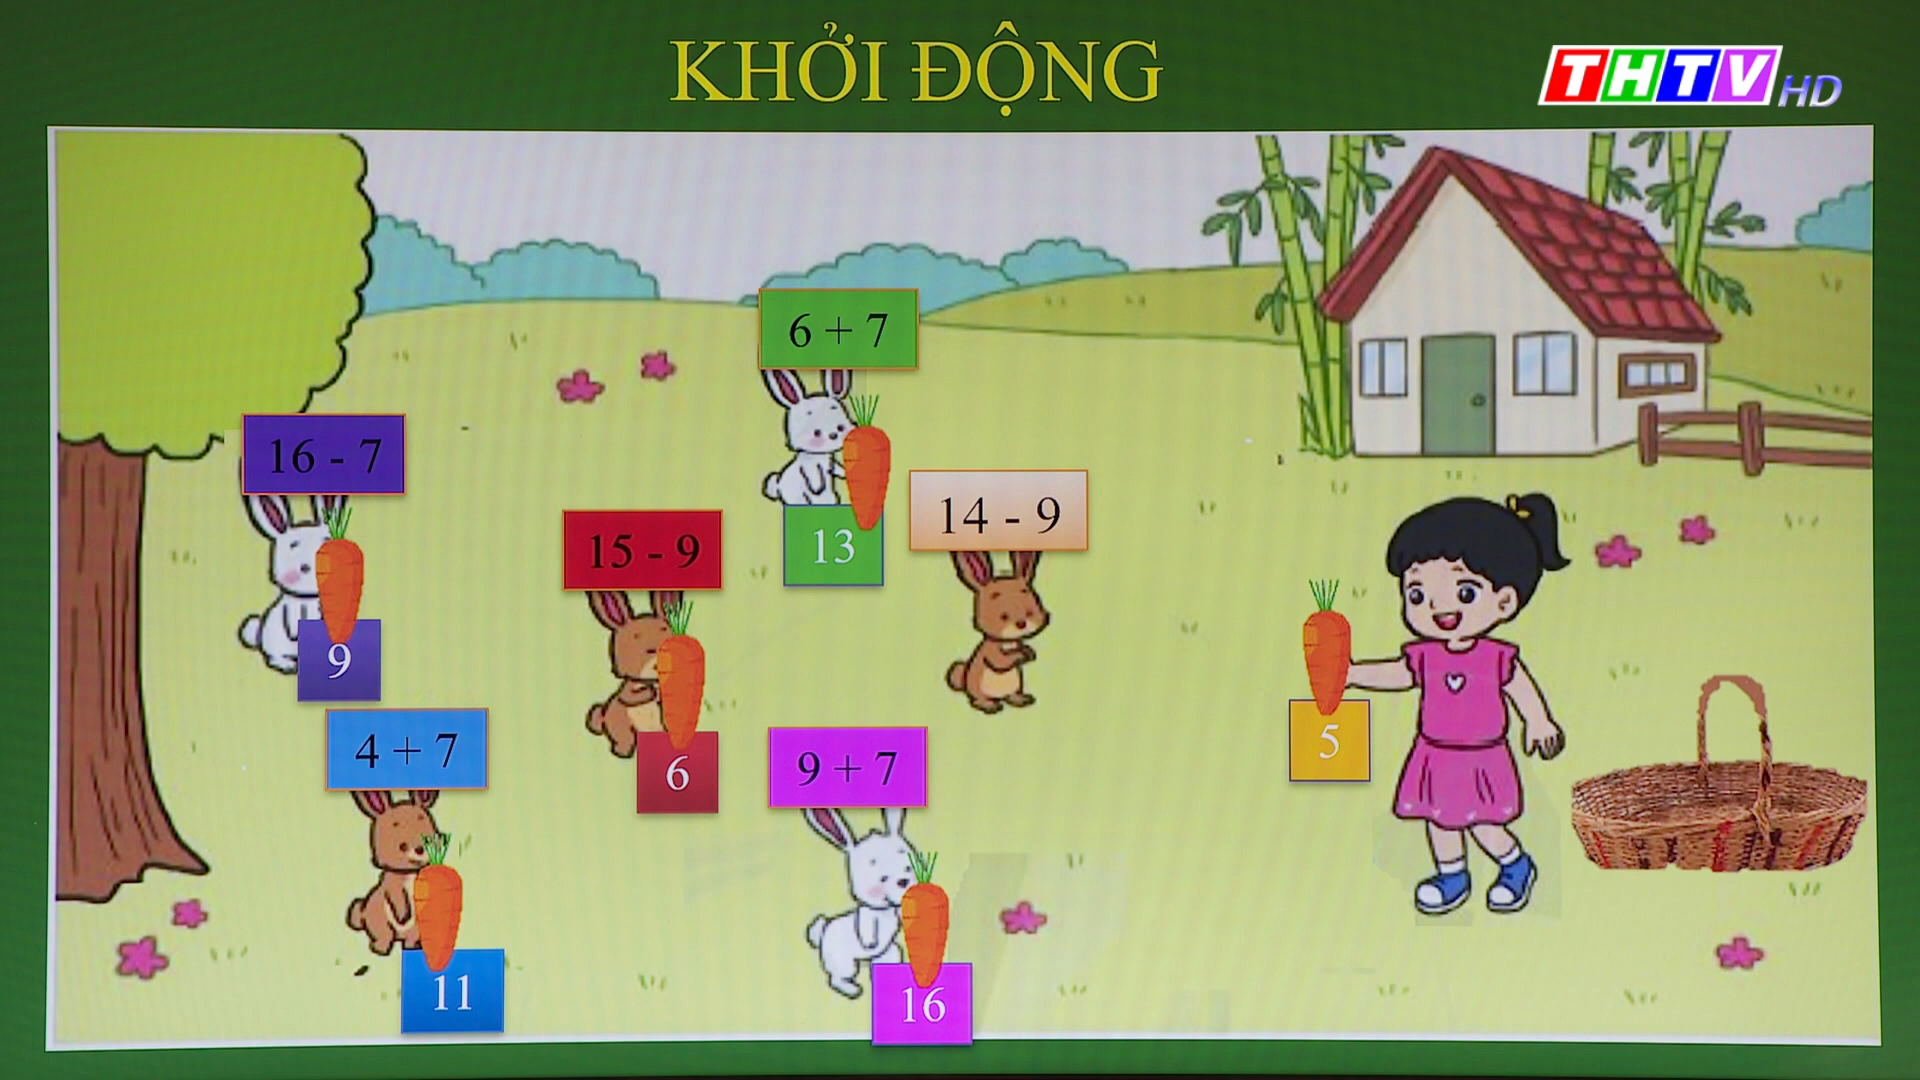 KHỞI ĐỘNG
THTV HD
6 + 7
16 - 7
14 - 9
15 - 9
13
9
5
4 + 7
6
9 + 7
11
16